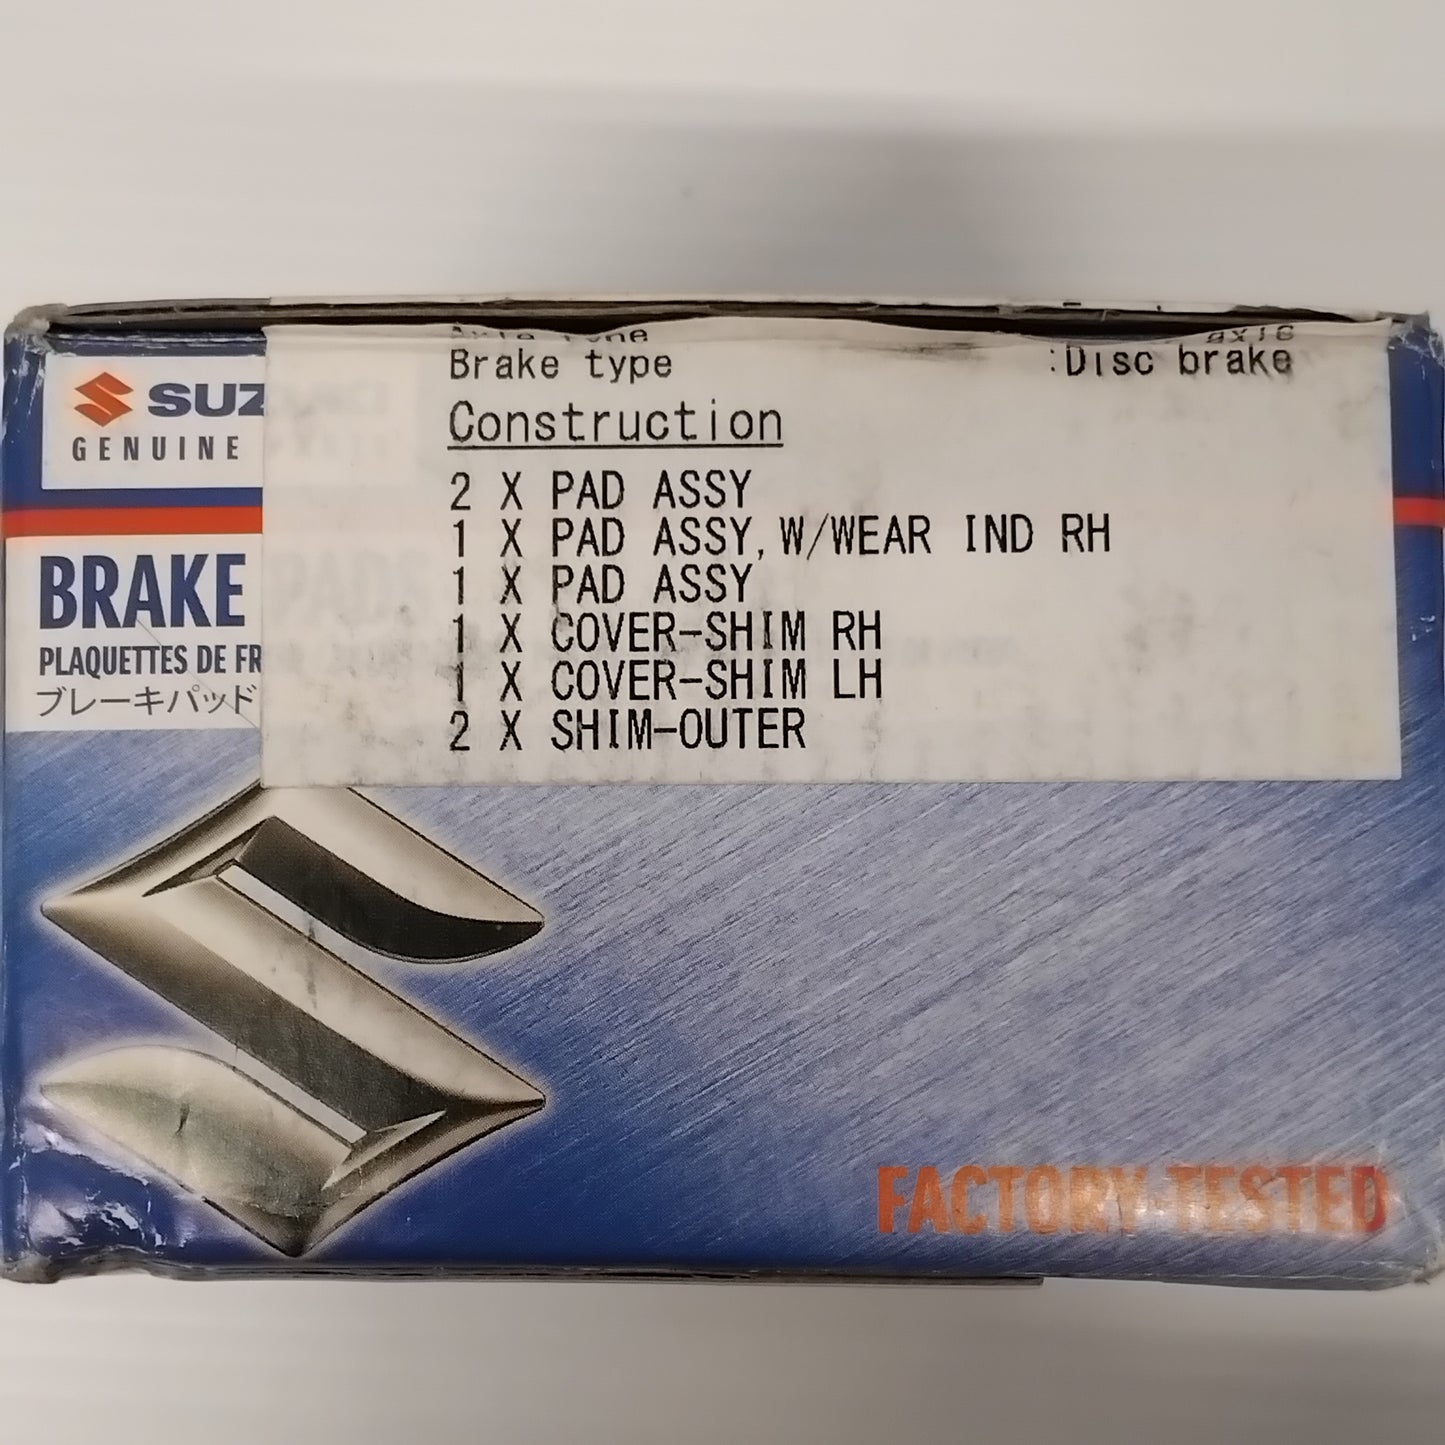 SUZ
GENUINE
BRAKE PADS
PLAQUETTES DE FR
ブレーキパッド
Brake type :Disc brake
Construction
2 X PAD ASSY
1 X PAD ASSY,W/WEAR IND RH
1 X PAD ASSY
1 X COVER-SHIM RH
1 X COVER-SHIM LH
2 X SHIM-OUTER
FACTORY-TESTED